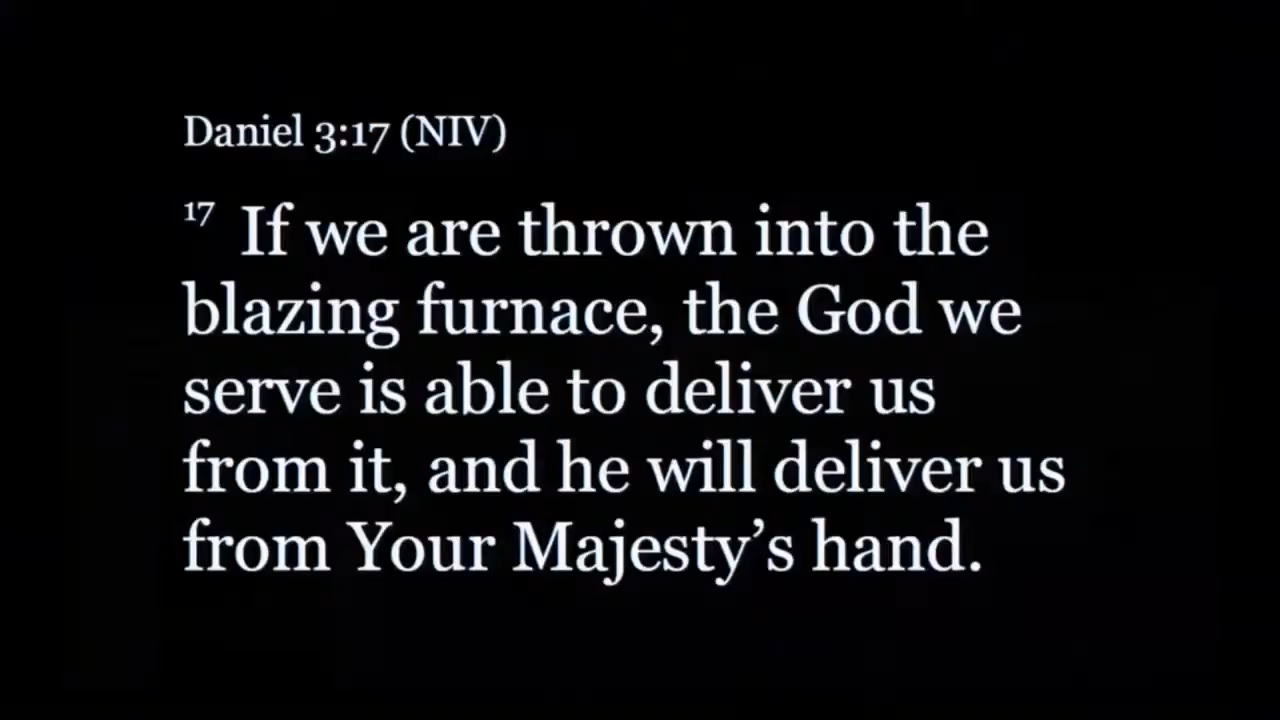 Daniel 3:17 (NIV)
17 If we are thrown into the
blazing furnace, the God we
serve is able to deliver us
from it, and he will deliver us
from Your Majesty’s hand.